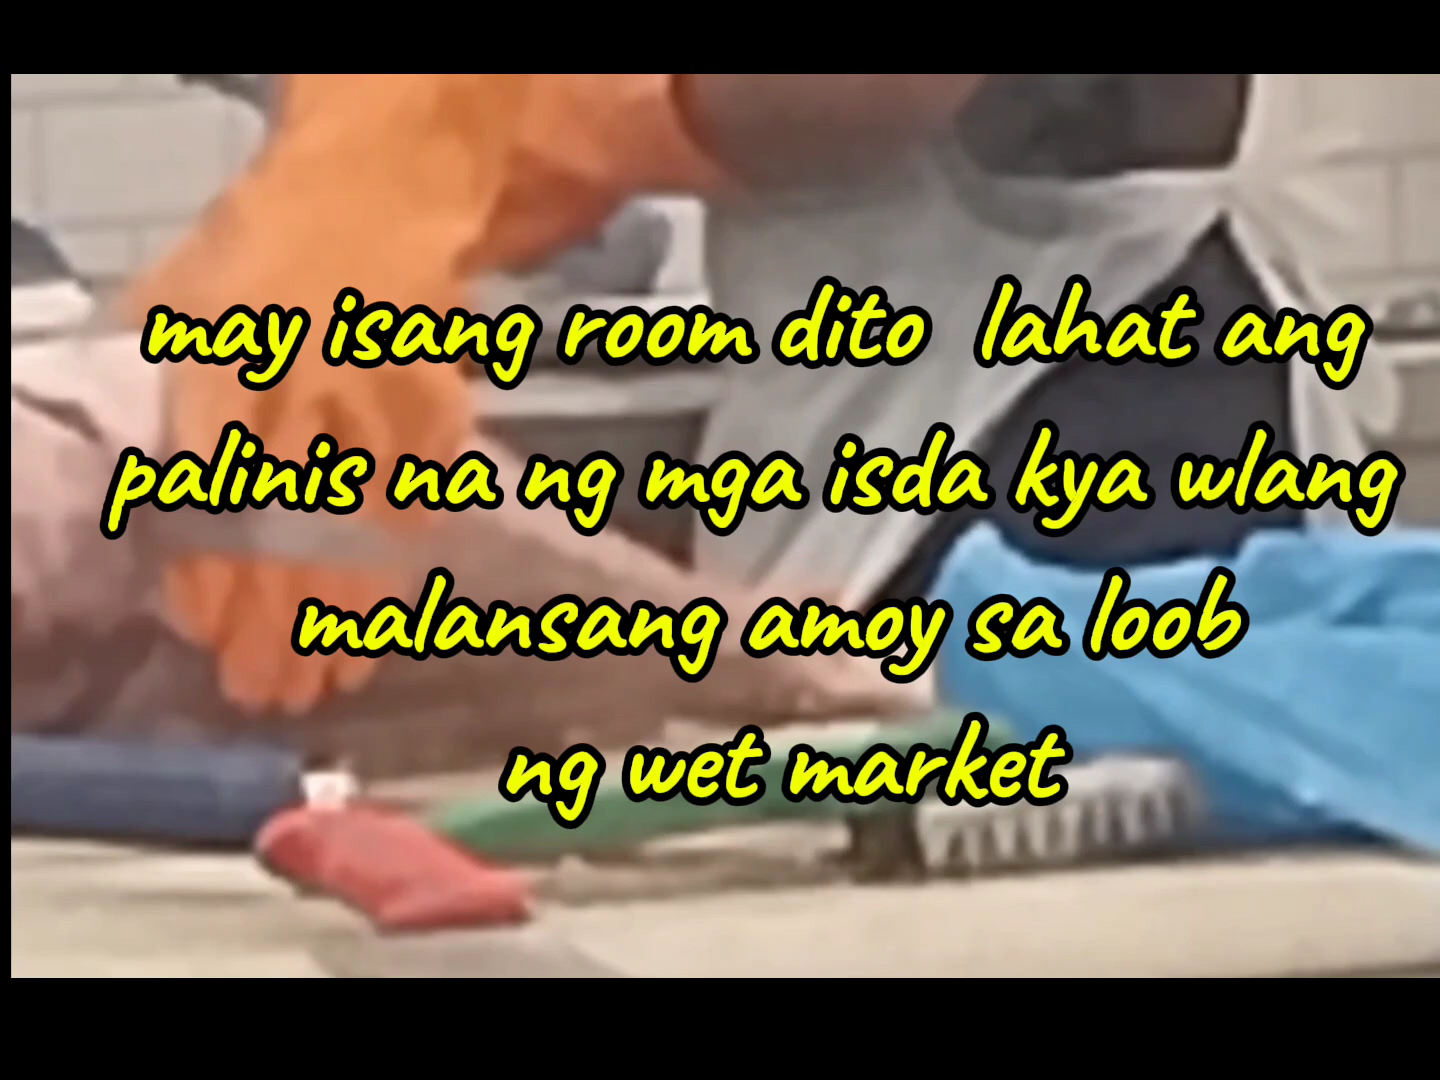 may isang room dito lahat ang
palinis na ng mga isda kya wlang
malansang amoy sa loob
ng wet market